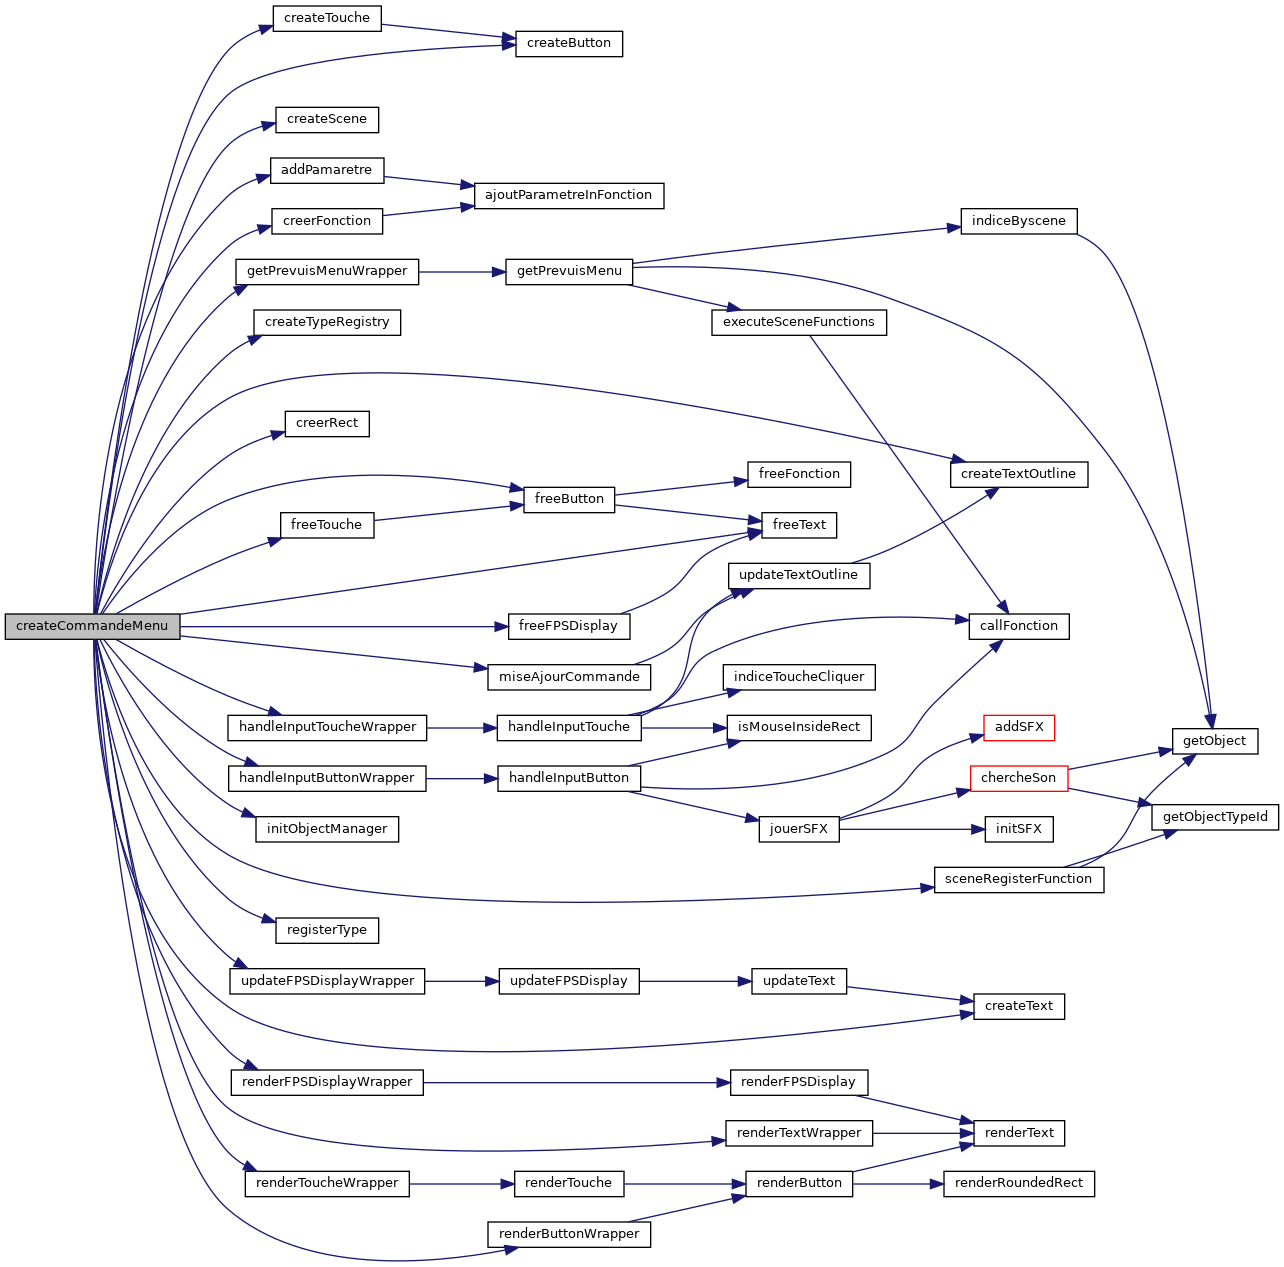 createTouche
createButton
createScene
addPamaretre
ajoutParametreInFonction
creerFonction
indiceByscene
getPrevuisMenuWrapper
getPrevuisMenu
createTypeRegistry
executeSceneFunctions
creerRect
createTextOutline
freeFonction
freeButton
freeTouche
freeText
updateTextOutline
createCommandeMenu
freeFPSDisplay
callFonction
miseAjourCommande
indiceToucheCliquer
handleInputToucheWrapper
handleInputTouche
isMouseInsideRect
addSFX
getObject
handleInputButtonWrapper
handleInputButton
chercheSon
getObjectTypeId
initObjectManager
jouerSFX
initSFX
sceneRegisterFunction
registerType
updateFPSDisplayWrapper
updateFPSDisplay
updateText
createText
renderFPSDisplayWrapper
renderFPSDisplay
renderTextWrapper
renderText
renderToucheWrapper
renderTouche
renderButton
renderRoundedRect
renderButtonWrapper